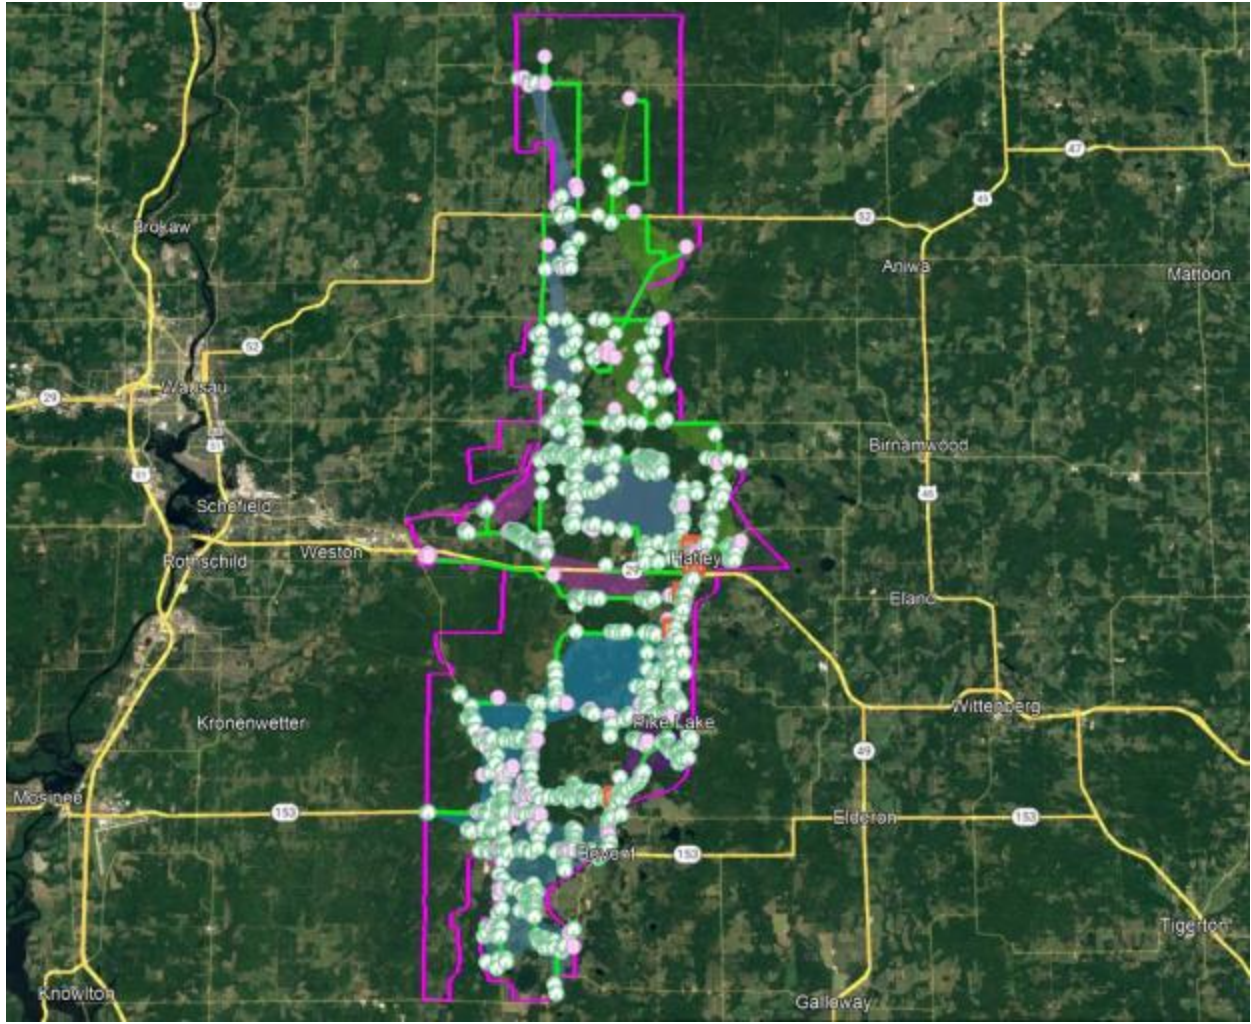 47
49
52
Brokaw
Aniwa
Mattoon
52
Wausau
29
51
Birnamwood
45
Schofield
Weston
Rothschild
29
Hatley
Eland
Kronenwetter
Pike Lake
Wittenberg
49
Mosinee
153
Elderon
153
Bevent
153
Tigerton
Knowlton
Galloway